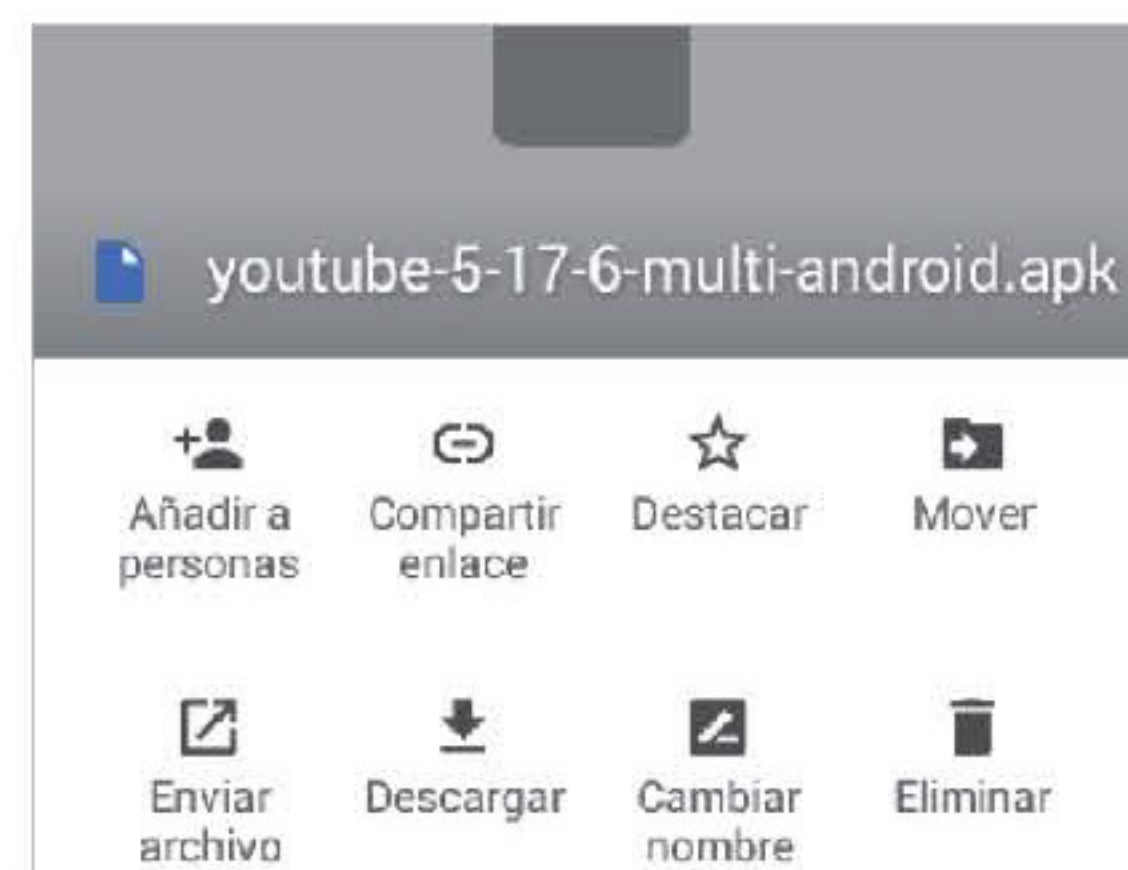 youtube-5-17-6-multi-android.apk
Añadir a personas
Compartir enlace
Destacar
Mover
Enviar archivo
Descargar
Cambiar nombre
Eliminar